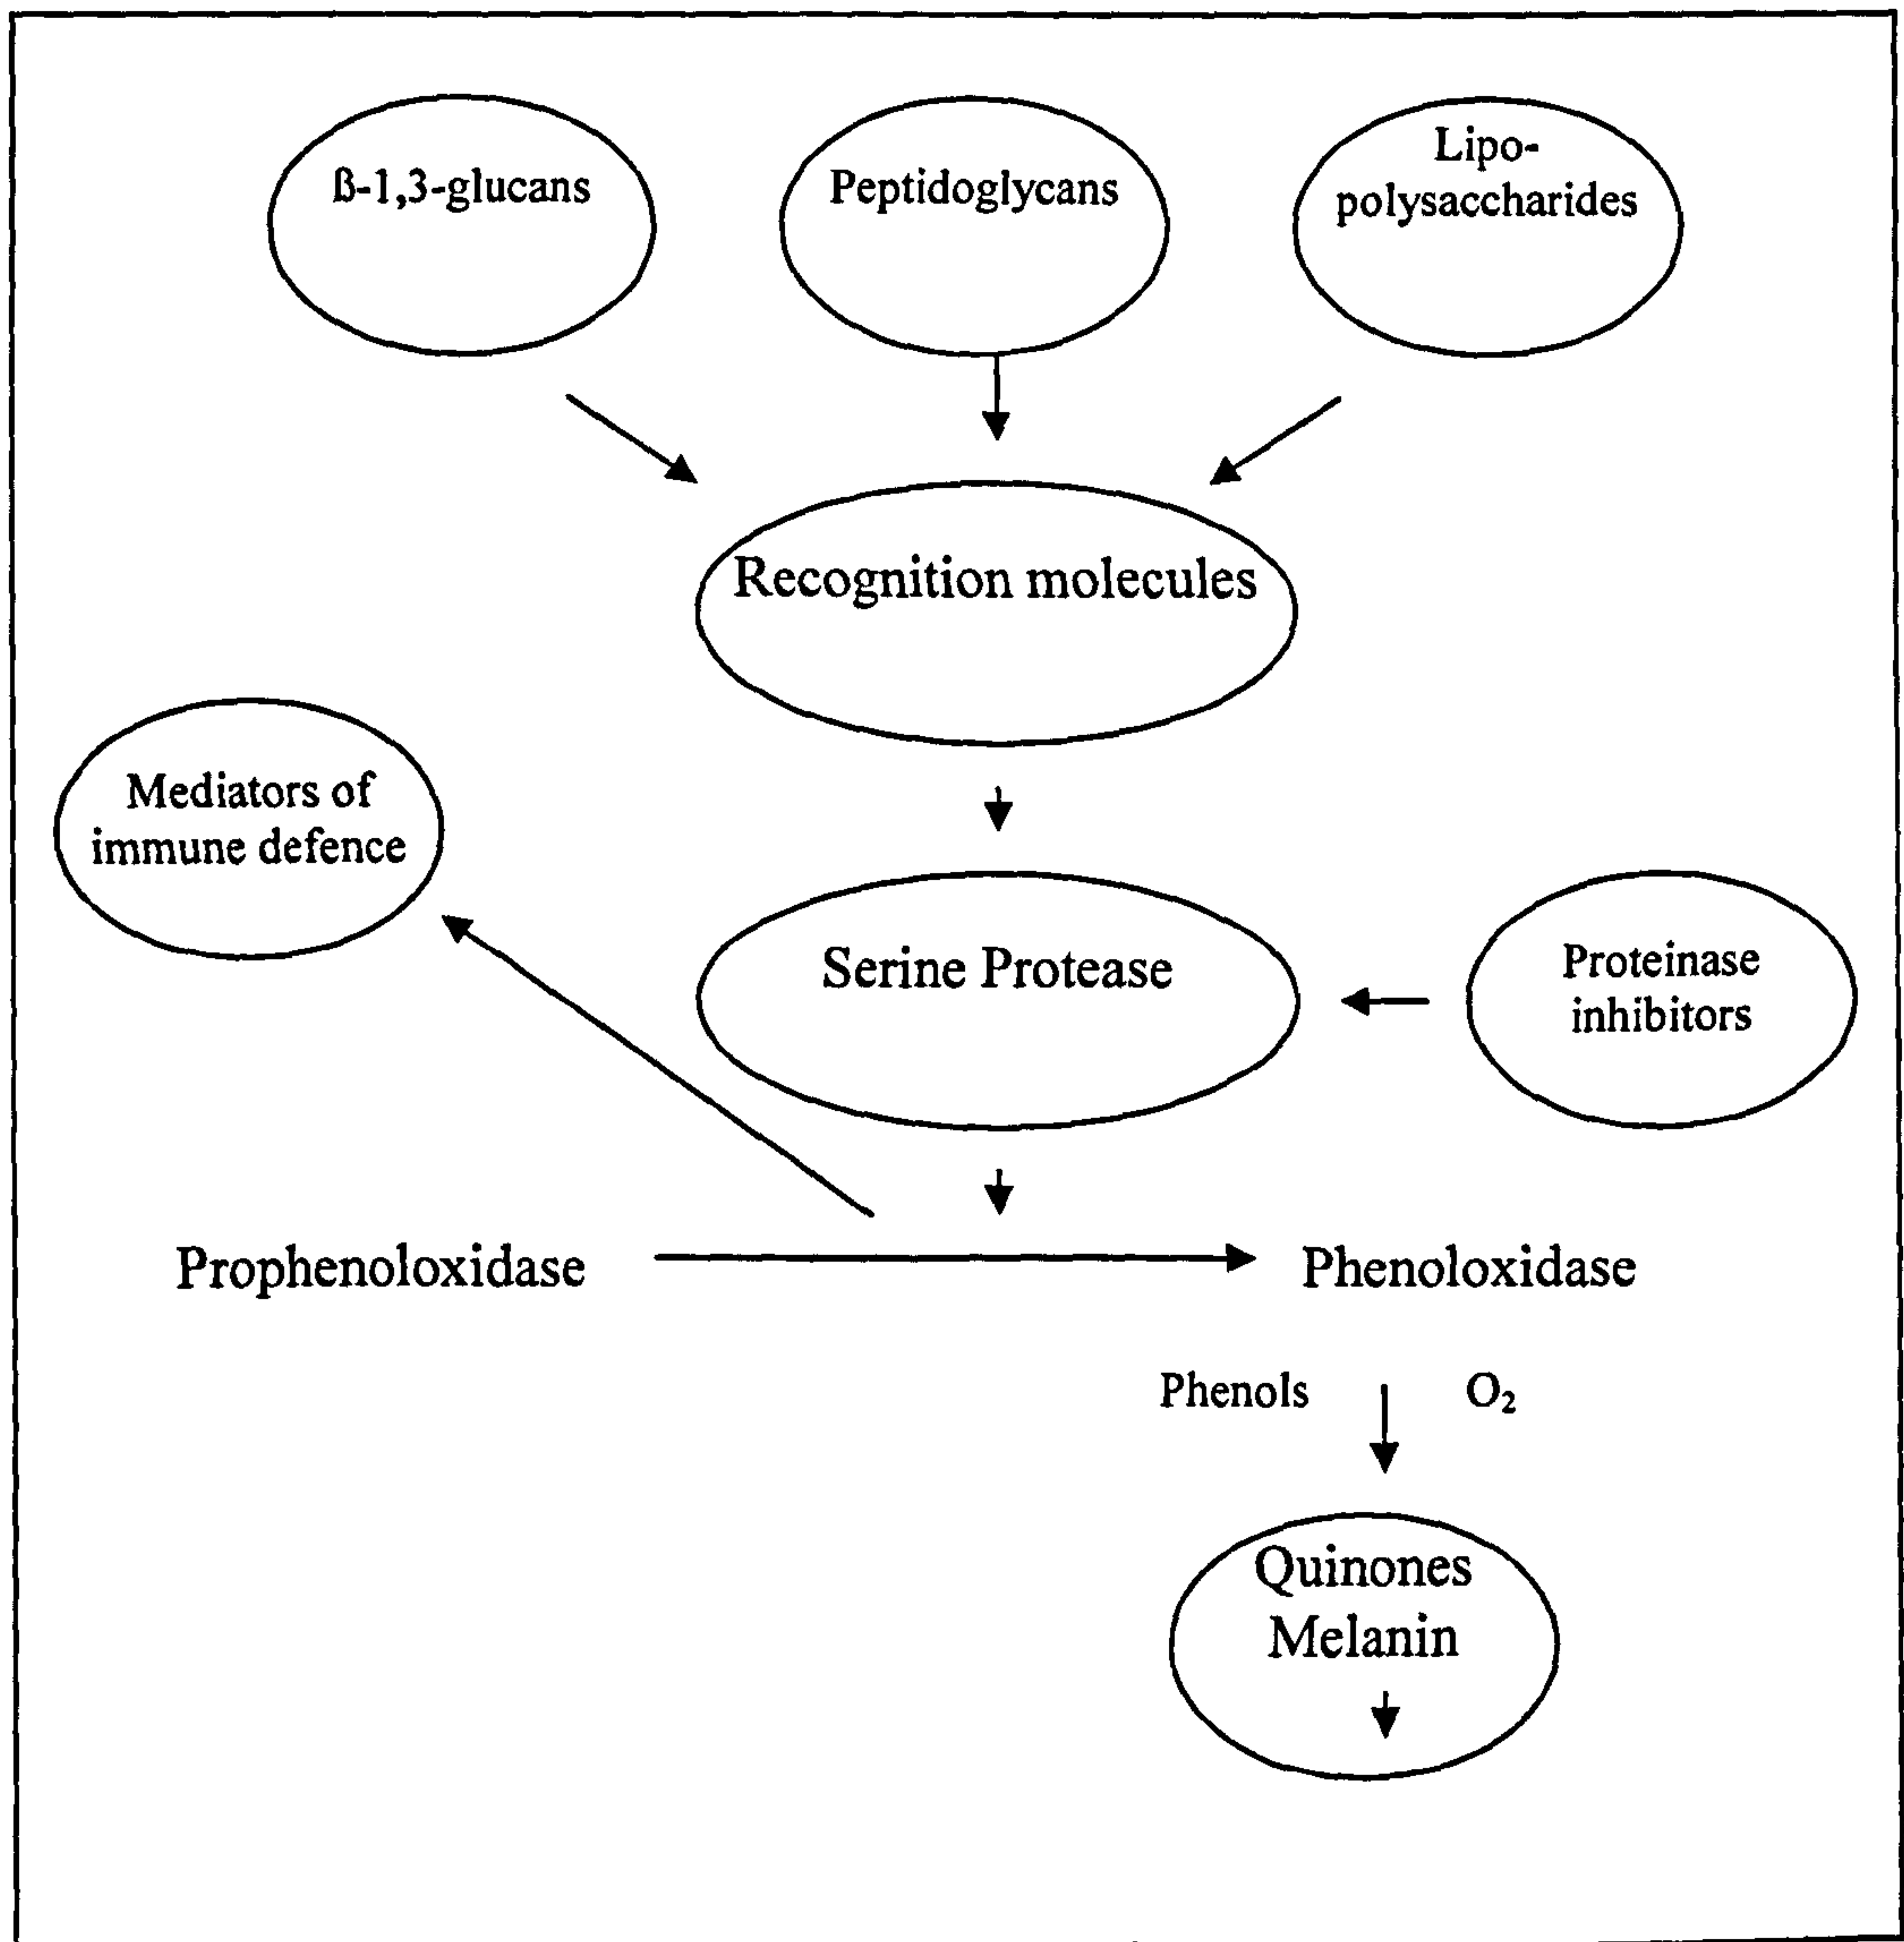 ß-1,3-glucans
Peptidoglycans
Lipo-
polysaccharides
Recognition molecules
Mediators of
immune defence
Serine Protease
Proteinase
inhibitors
Prophenoloxidase
Phenoloxidase
Phenols
O₂
Quinones
Melanin